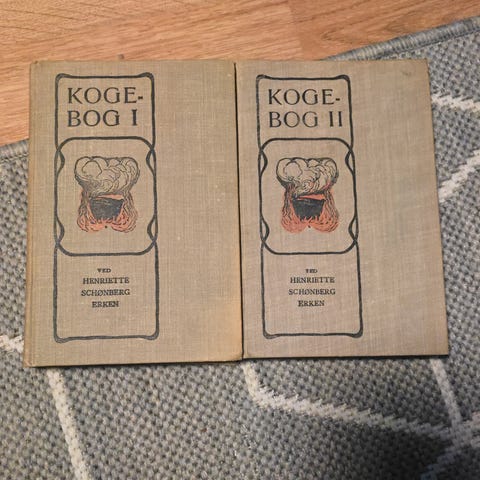 KOGE-
BOG I
VED
HENRIETTE
SCHØNBERG
ERKEN
KOGE-
BOG II
VED
HENRIETTE
SCHØNBERG
ERKEN